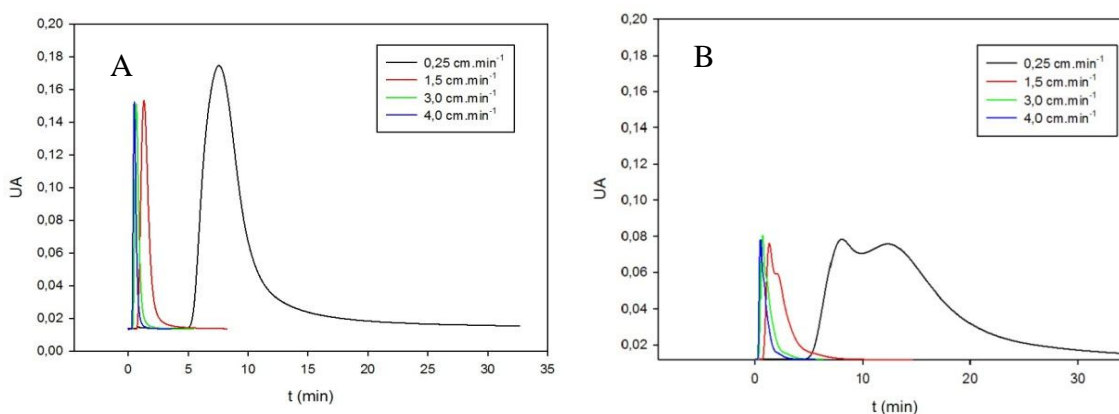 A
0,20
0,18
0,16
0,14
0,12
0,10
0,08
0,06
0,04
0,02
0,00
UA
0 5 10 15 20 25 30 35
t (min)
0,25 cm.min⁻¹
1,5 cm.min⁻¹
3,0 cm.min⁻¹
4,0 cm.min⁻¹
B
0,20
0,18
0,16
0,14
0,12
0,10
0,08
0,06
0,04
0,02
UA
0 10 20 30
t (min)
0,25 cm.min⁻¹
1,5 cm.min⁻¹
3,0 cm.min⁻¹
4,0 cm.min⁻¹